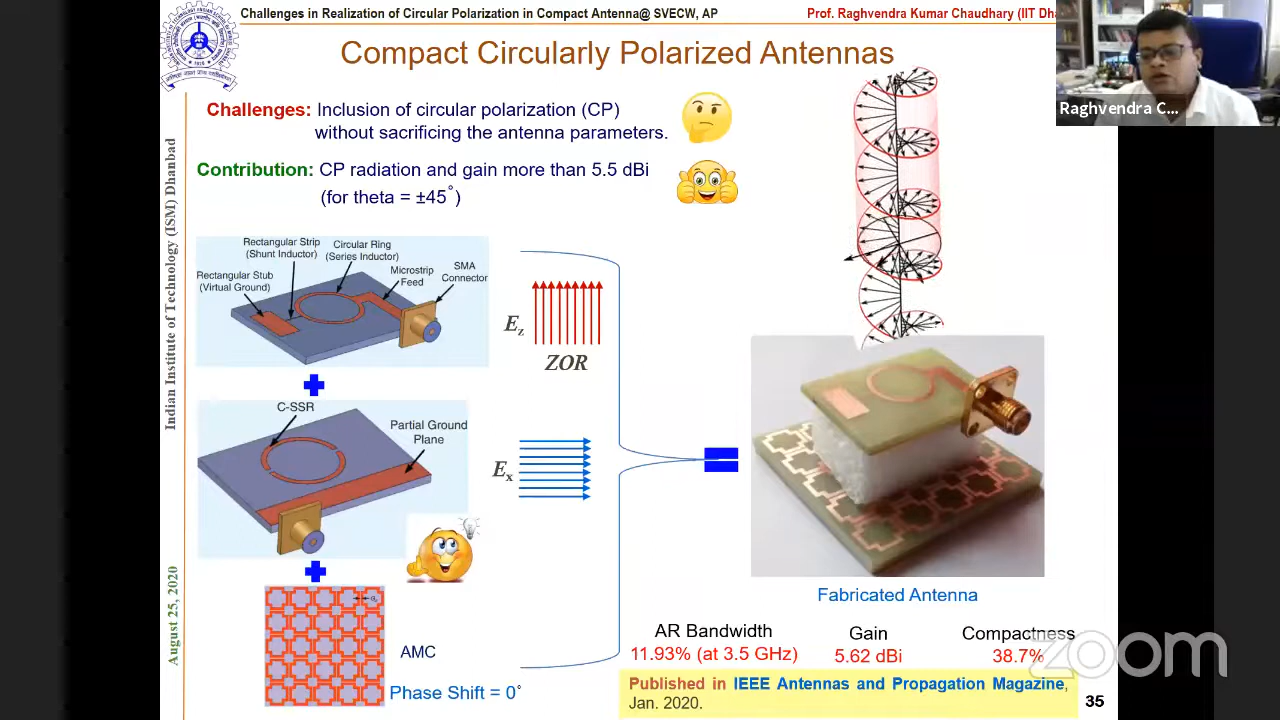 Challenges in Realization of Circular Polarization in Compact Antenna@ SVECW, AP
Prof. Raghvendra Kumar Chaudhary (IIT Dh
Raghvendra C...
Compact Circularly Polarized Antennas
Challenges: Inclusion of circular polarization (CP)
without sacrificing the antenna parameters.
Contribution: CP radiation and gain more than 5.5 dBi
(for theta = ±45˚)
Indian Institute of Technology (ISM) Dhanbad
August 25, 2020
Rectangular Strip
(Shunt Inductor)
Circular Ring
(Series Inductor)
Rectangular Stub
(Virtual Ground)
Microstrip
Feed
SMA
Connector
Ez
ZOR
C-SSR
Partial Ground
Plane
Ex
AMC
Phase Shift = 0˚
Fabricated Antenna
AR Bandwidth
11.93% (at 3.5 GHz)
Gain
5.62 dBi
Compactness
38.7%
Published in IEEE Antennas and Propagation Magazine,
Jan. 2020.
35
zoom